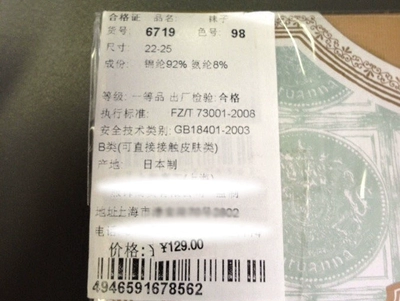 合格证 品名: 袜子
货号: 6719 色号: 98
尺寸: 22-25
成份: 锦纶92% 氨纶8%
等级: 一等品 出厂检验: 合格
执行标准: FZ/T 73001-2008
安全技术类别: GB18401-2003
B类(可直接接触皮肤类)
产地: 日本制
地址上海市
电话
价格:) ¥129.00
4946591678562